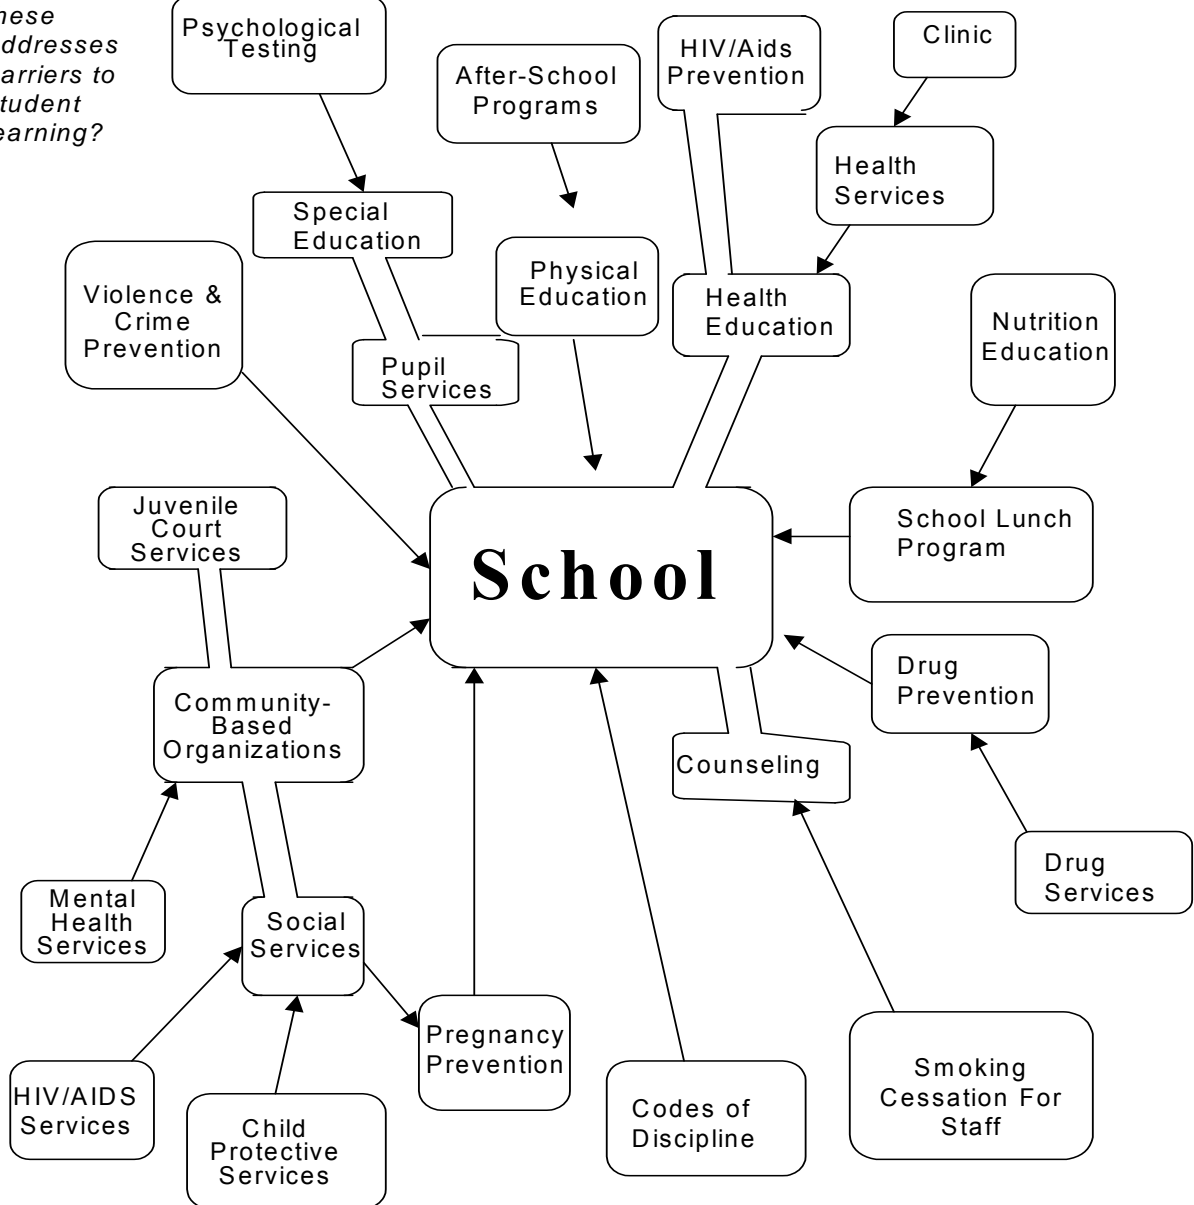 hese
ddresses
arriers to
tudent
earning?
Psychological
Testing
After-School
Programs
HIV/Aids
Prevention
Clinic
Health
Services
Special
Education
Physical
Education
Health
Education
Violence &
Crime
Prevention
Nutrition
Education
Pupil
Services
Juvenile
Court
Services
School
School Lunch
Program
Community-
Based
Organizations
Drug
Prevention
Counseling
Drug
Services
Mental
Health
Services
Social
Services
Pregnancy
Prevention
HIV/AIDS
Services
Child
Protective
Services
Codes of
Discipline
Smoking
Cessation For
Staff